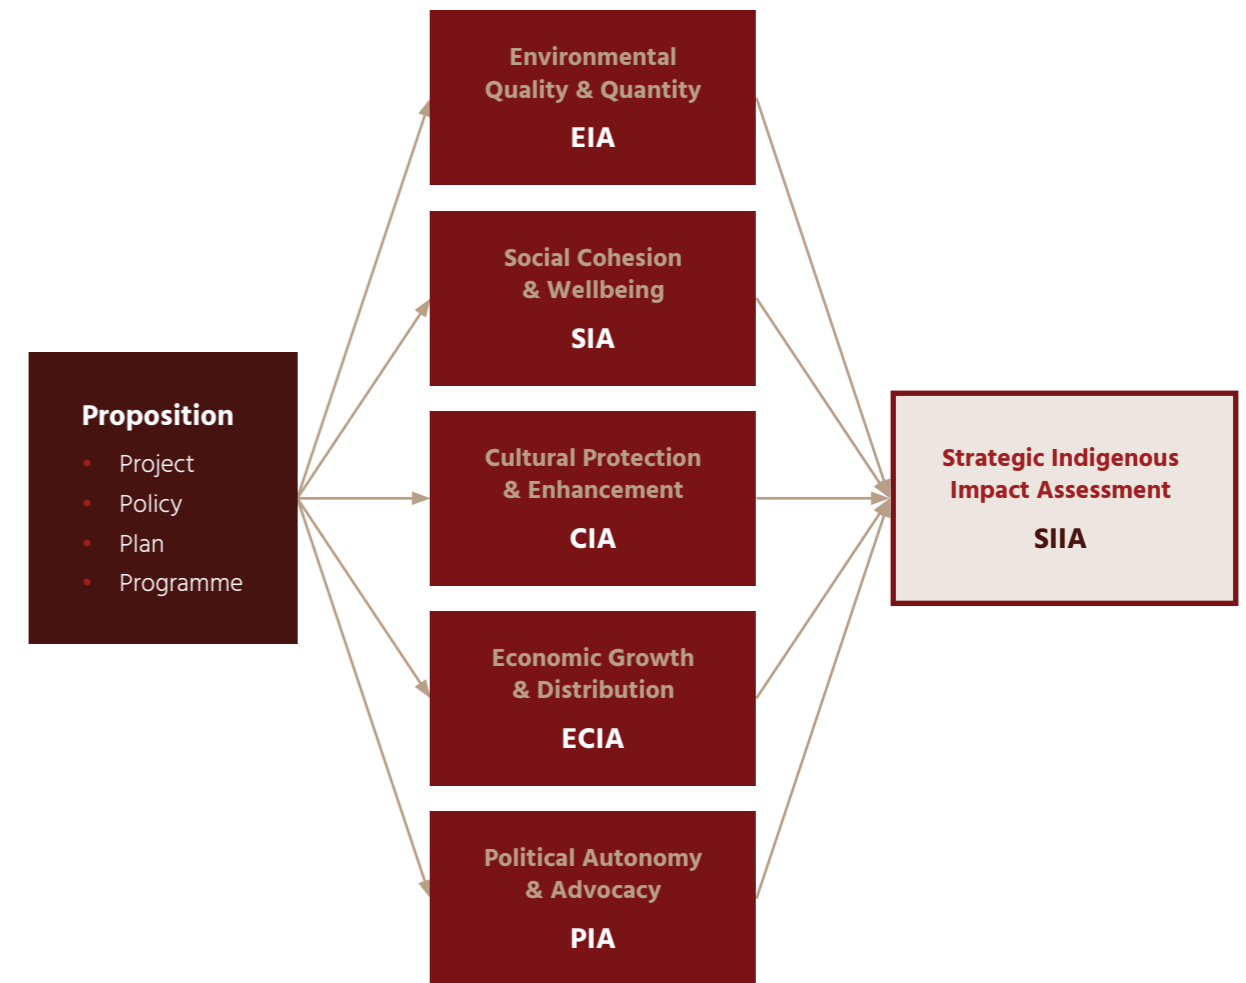 Proposition
• Project
• Policy
• Plan
• Programme
Environmental
Quality & Quantity
EIA
Social Cohesion
& Wellbeing
SIA
Cultural Protection
& Enhancement
CIA
Economic Growth
& Distribution
ECIA
Political Autonomy
& Advocacy
PIA
Strategic Indigenous
Impact Assessment
SIIA